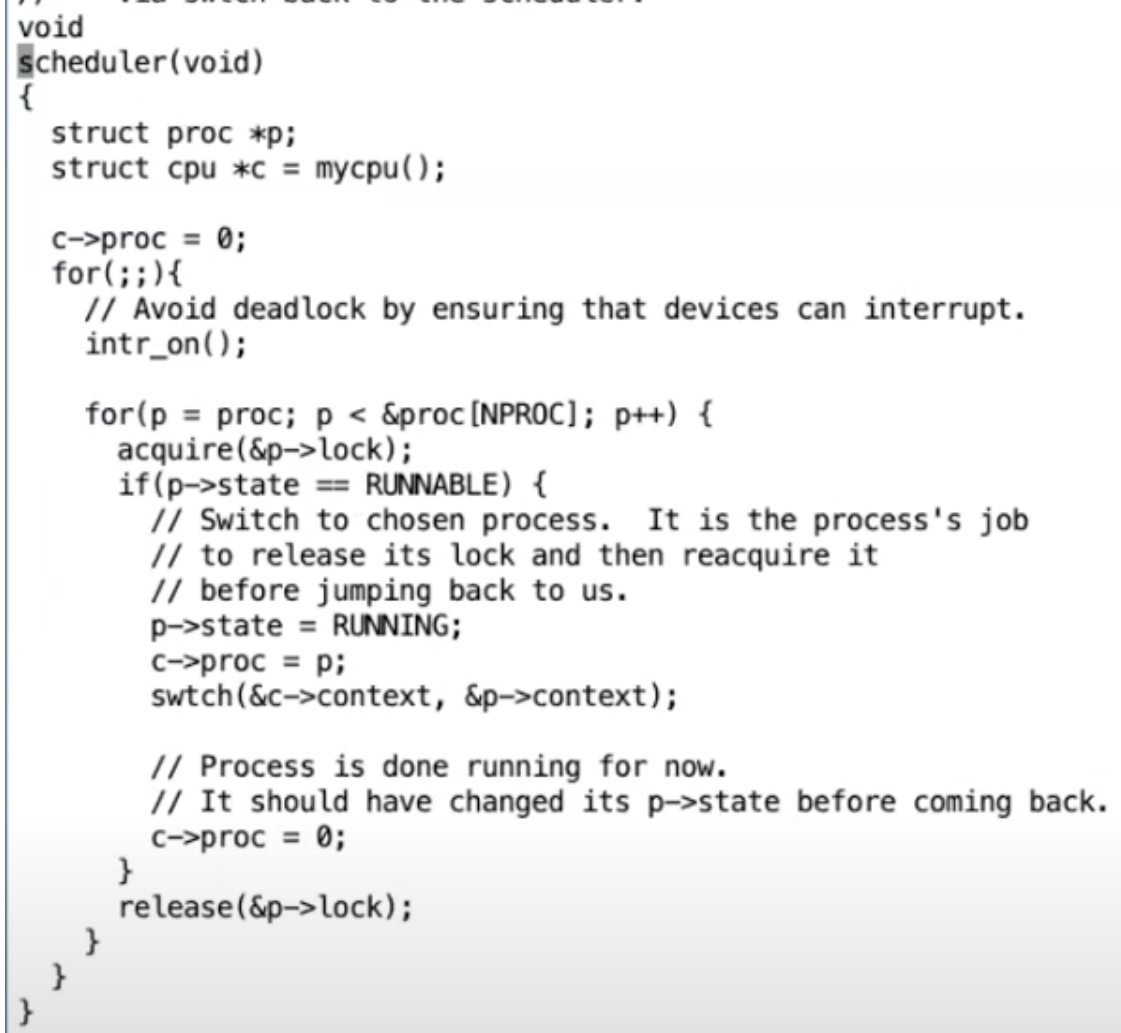 // via swtch back to the scheduler.
void
scheduler(void)
{
  struct proc *p;
  struct cpu *c = mycpu();

  c->proc = 0;
  for(;;){
    // Avoid deadlock by ensuring that devices can interrupt.
    intr_on();

    for(p = proc; p < &proc[NPROC]; p++) {
      acquire(&p->lock);
      if(p->state == RUNNABLE) {
        // Switch to chosen process.  It is the process's job
        // to release its lock and then reacquire it
        // before jumping back to us.
        p->state = RUNNING;
        c->proc = p;
        swtch(&c->context, &p->context);

        // Process is done running for now.
        // It should have changed its p->state before coming back.
        c->proc = 0;
      }
      release(&p->lock);
    }
  }
}